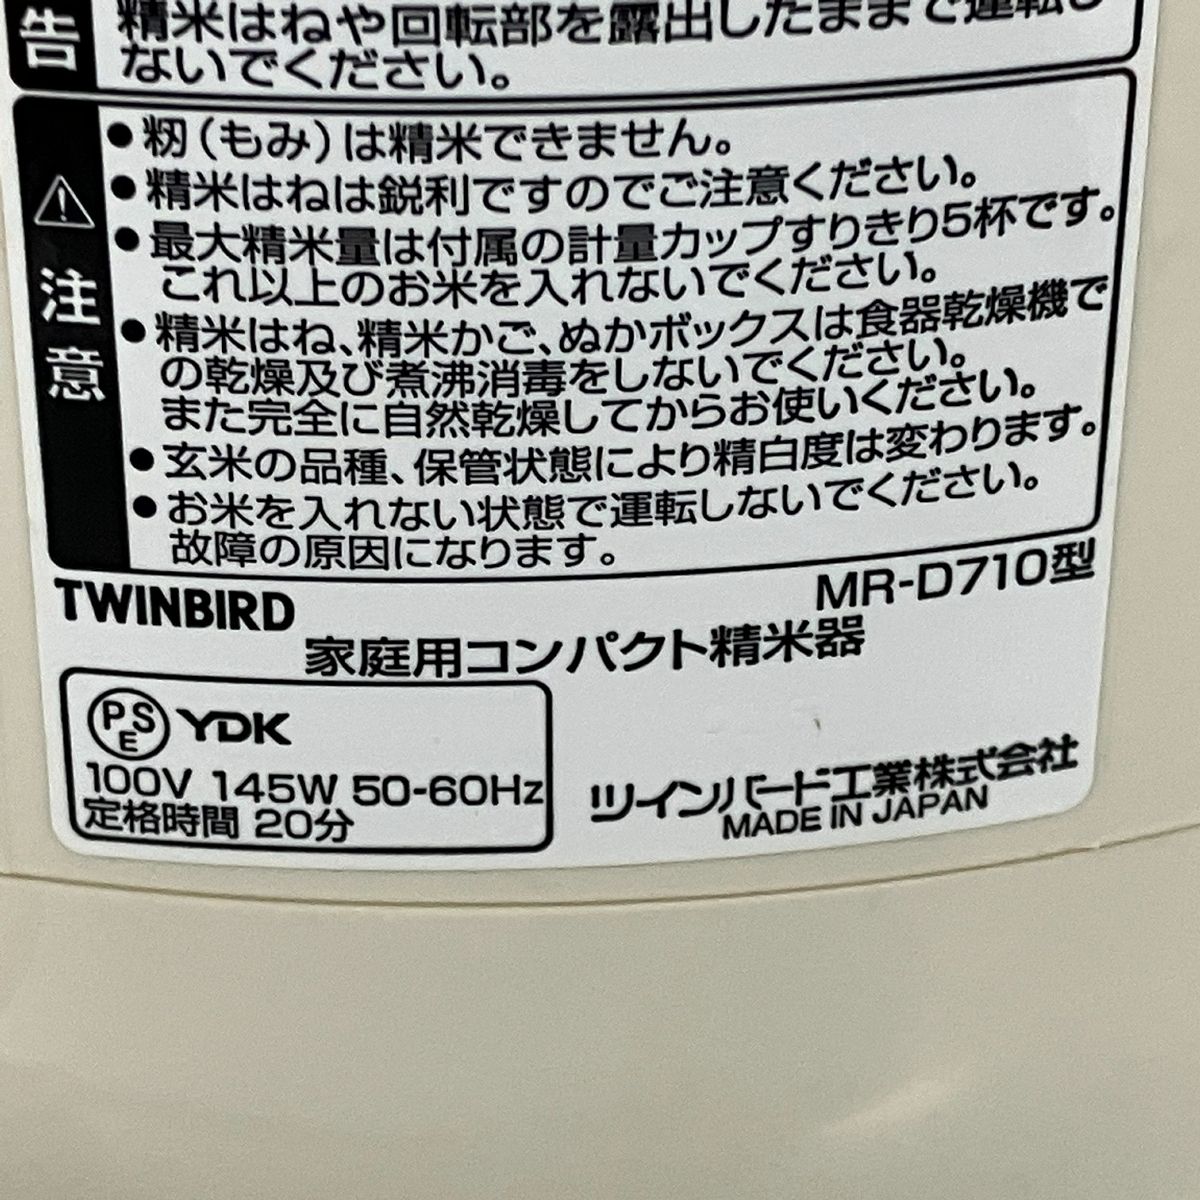 告 精米はねや回転部を露出したままで運転し
ないでください。
⚠ 注意
●籾(もみ)は精米できません。
●精米はねは鋭利ですのでご注意ください。
●最大精米量は付属の計量カップすりきり5杯です。
これ以上のお米を入れないでください。
●精米はね、精米かご、ぬかボックスは食器乾燥機で
の乾燥及び煮沸消毒をしないでください。
また完全に自然乾燥してからお使いください。
●玄米の品種、保管状態により精白度は変わります。
●お米を入れない状態で運転しないでください。
故障の原因になります。
TWINBIRD MR-D710型
家庭用コンパクト精米器
PSE YDK
100V 145W 50-60Hz
定格時間 20分
ツインバード工業株式会社
MADE IN JAPAN